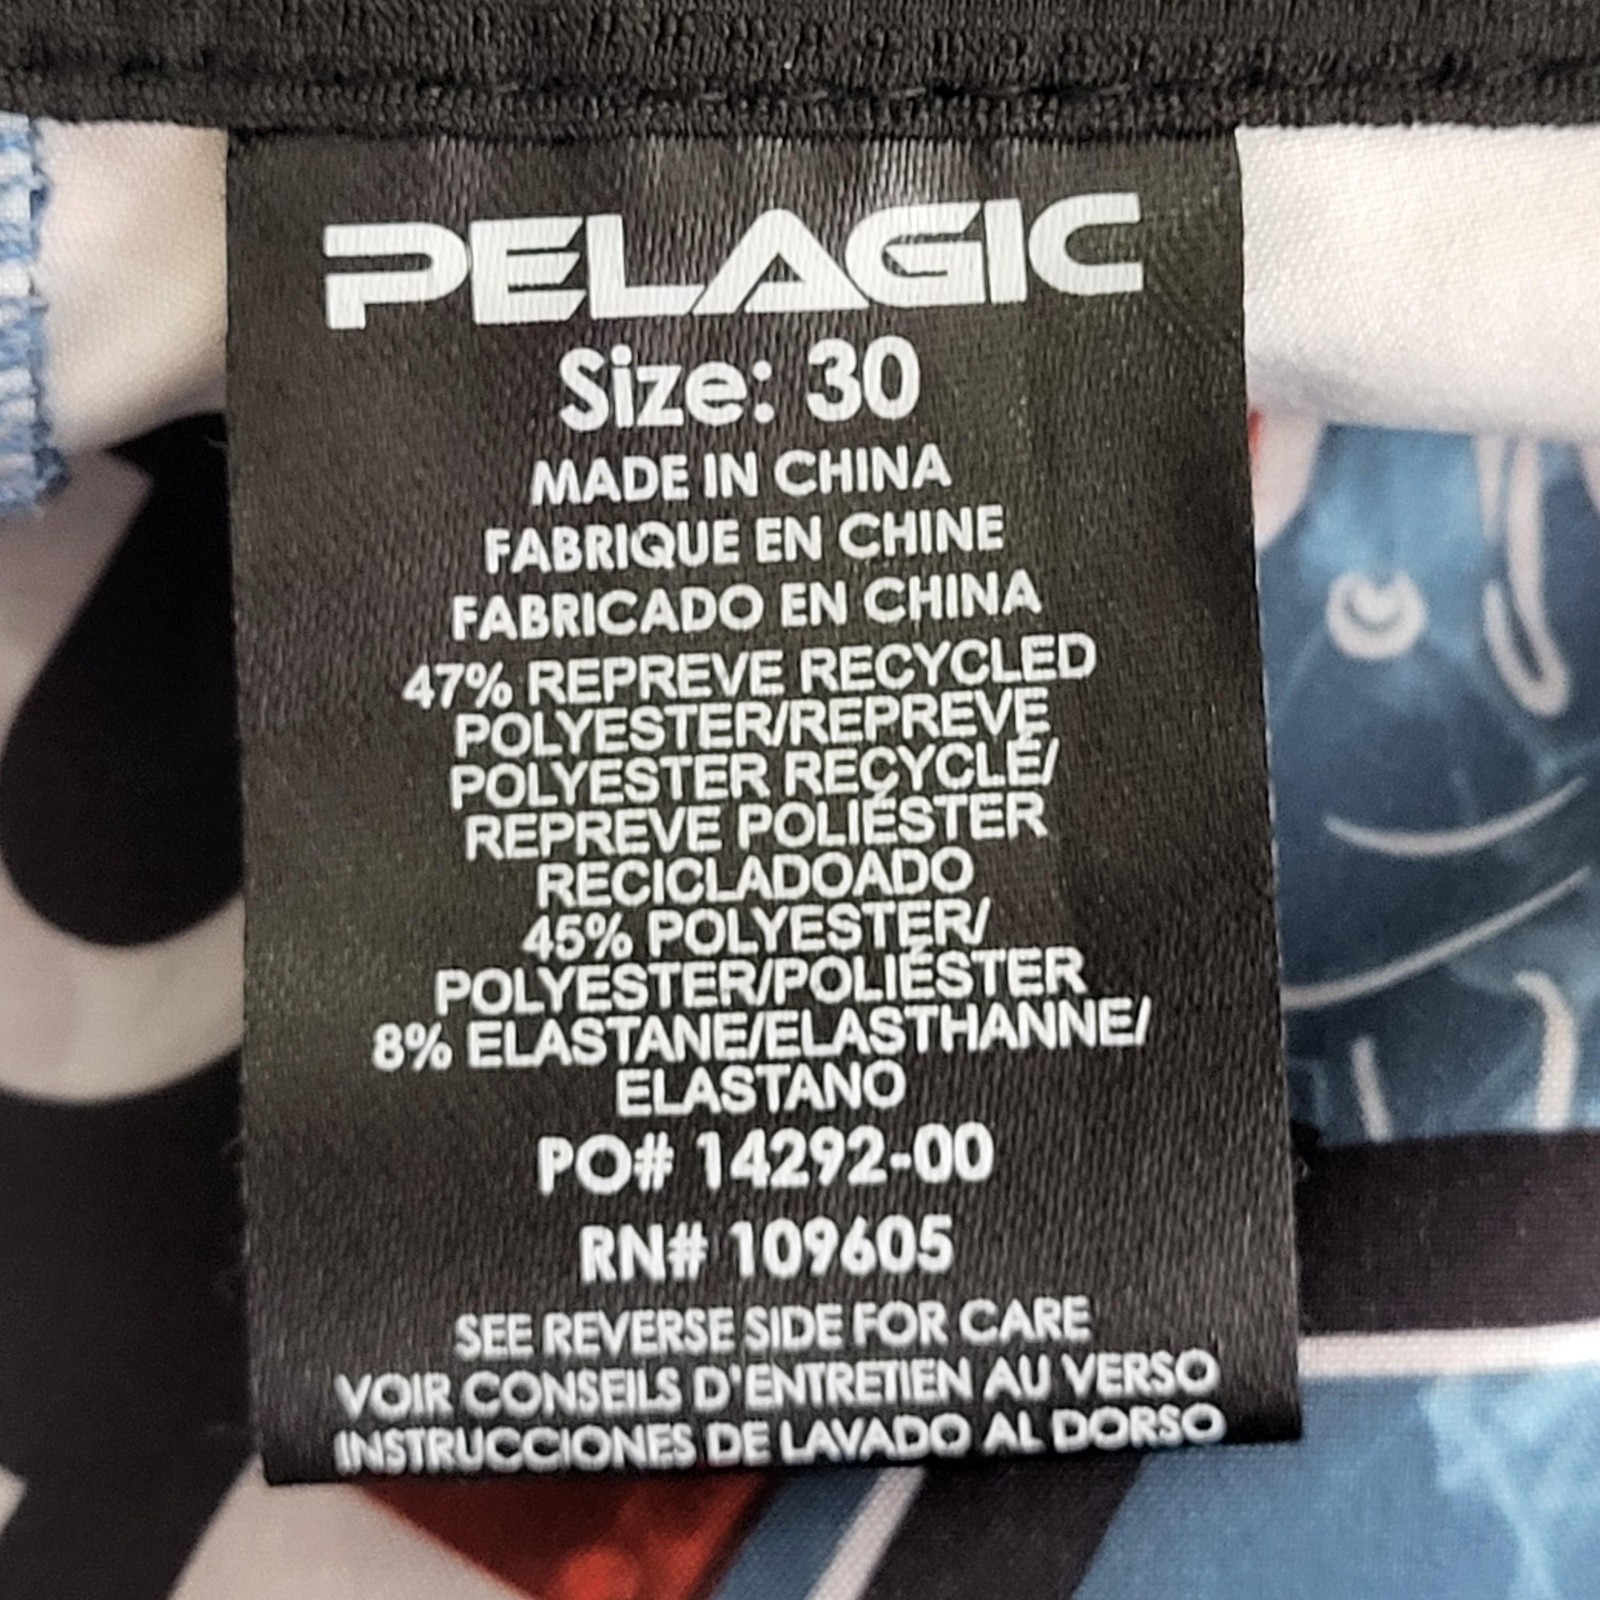 PELAGIC
Size: 30
MADE IN CHINA
FABRIQUE EN CHINE
FABRICADO EN CHINA
47% REPREVE RECYCLED
POLYESTER/REPREVE
POLYESTER RECYCLÉ/
REPREVE POLIÉSTER
RECICLADOADO
45% POLYESTER/
POLYESTER/POLIÉSTER
8% ELASTANE/ELASTHANNE/
ELASTANO
PO# 14292-00
RN# 109605
SEE REVERSE SIDE FOR CARE
VOIR CONSEILS D'ENTRETIEN AU VERSO
INSTRUCCIONES DE LAVADO AL DORSO